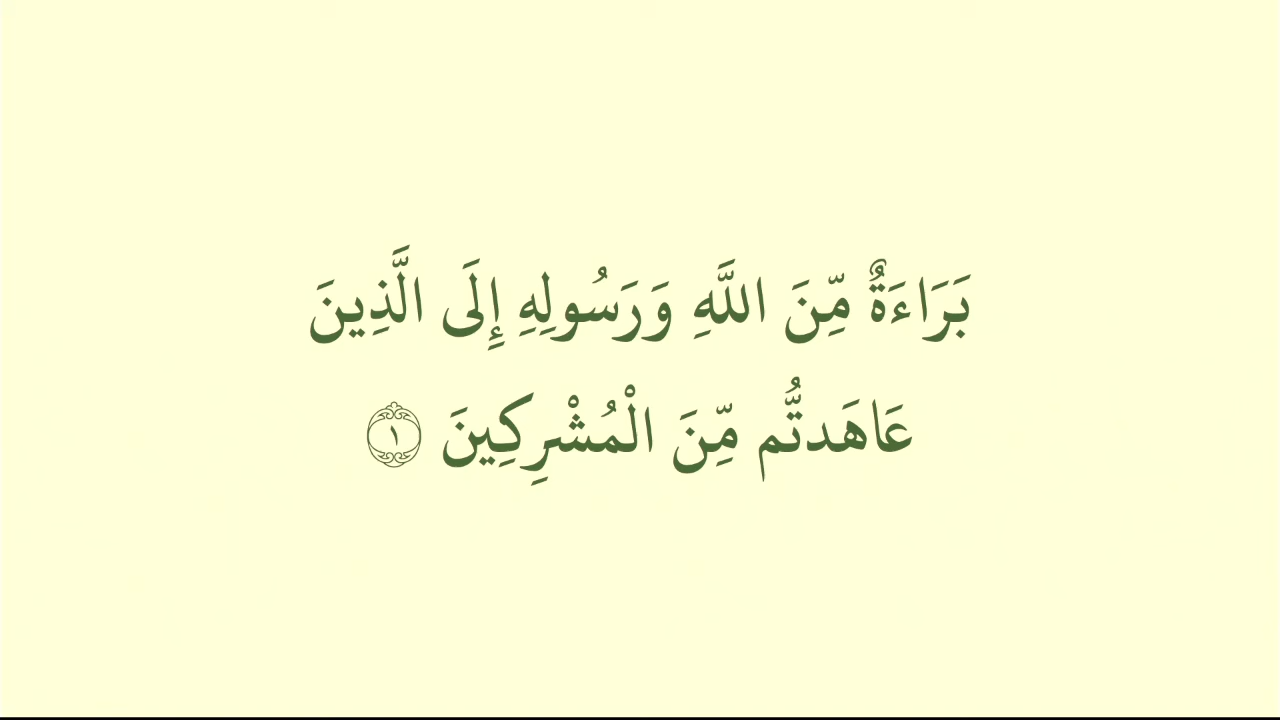 بَرَاءَةٌ مِّنَ اللَّهِ وَرَسُولِهِ إِلَى الَّذِينَ
عَاهَدتُّم مِّنَ الْمُشْرِكِينَ ١